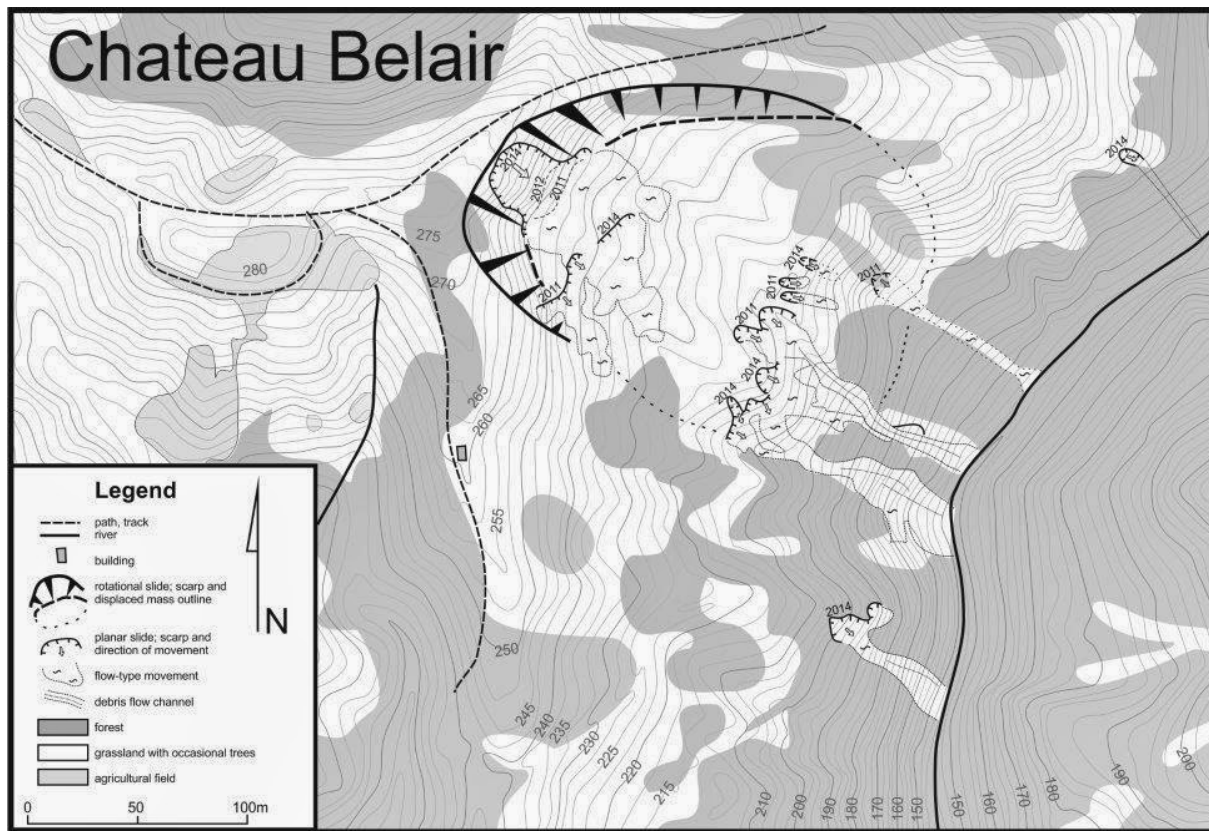 Chateau Belair
2014
2014
2012
2011
2014
275
280
270
2011
2014
2011
2011
2011
265
260
2014
2014
255
250
2014
245
240
235
230
225
220
215
210
200
190
180
170
160
150
150
160
170
180
190
200
Legend
path, track
river
building
rotational slide; scarp and
displaced mass outline
planar slide; scarp and
direction of movement
flow-type movement
debris flow channel
forest
grassland with occasional trees
agricultural field
0 50 100m
N